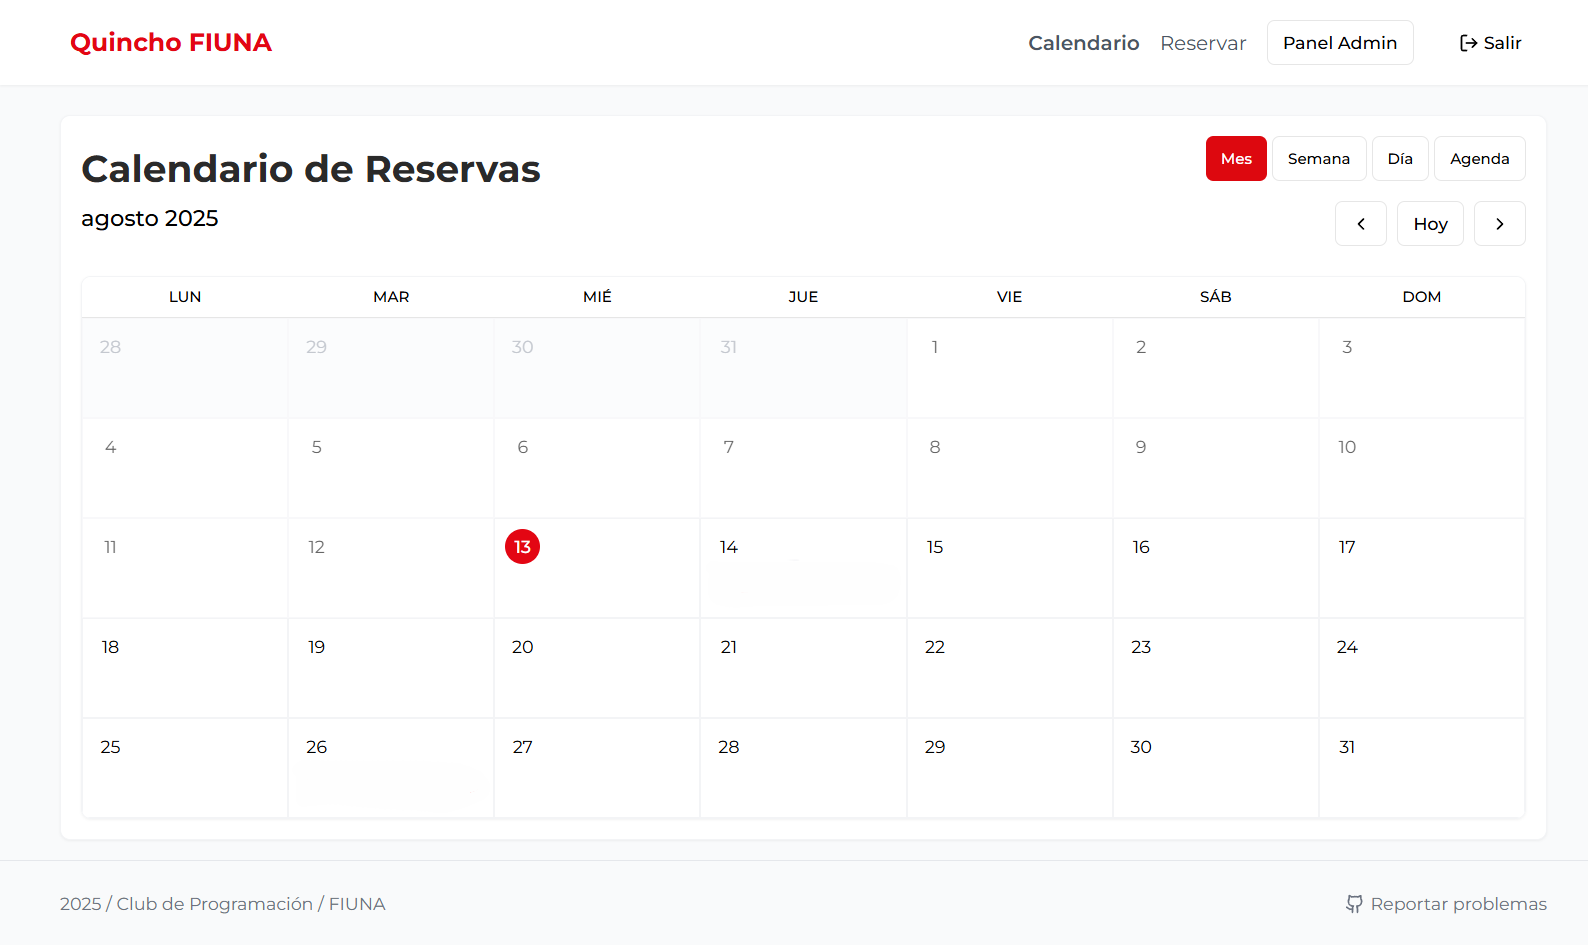 Quincho FIUNA
Calendario Reservar Panel Admin Salir
Calendario de Reservas
Mes Semana Día Agenda
agosto 2025
Hoy
LUN MAR MIÉ JUE VIE SÁB DOM
28 29 30 31 1 2 3
4 5 6 7 8 9 10
11 12 13 14 15 16 17
18 19 20 21 22 23 24
25 26 27 28 29 30 31
2025 / Club de Programación / FIUNA
Reportar problemas